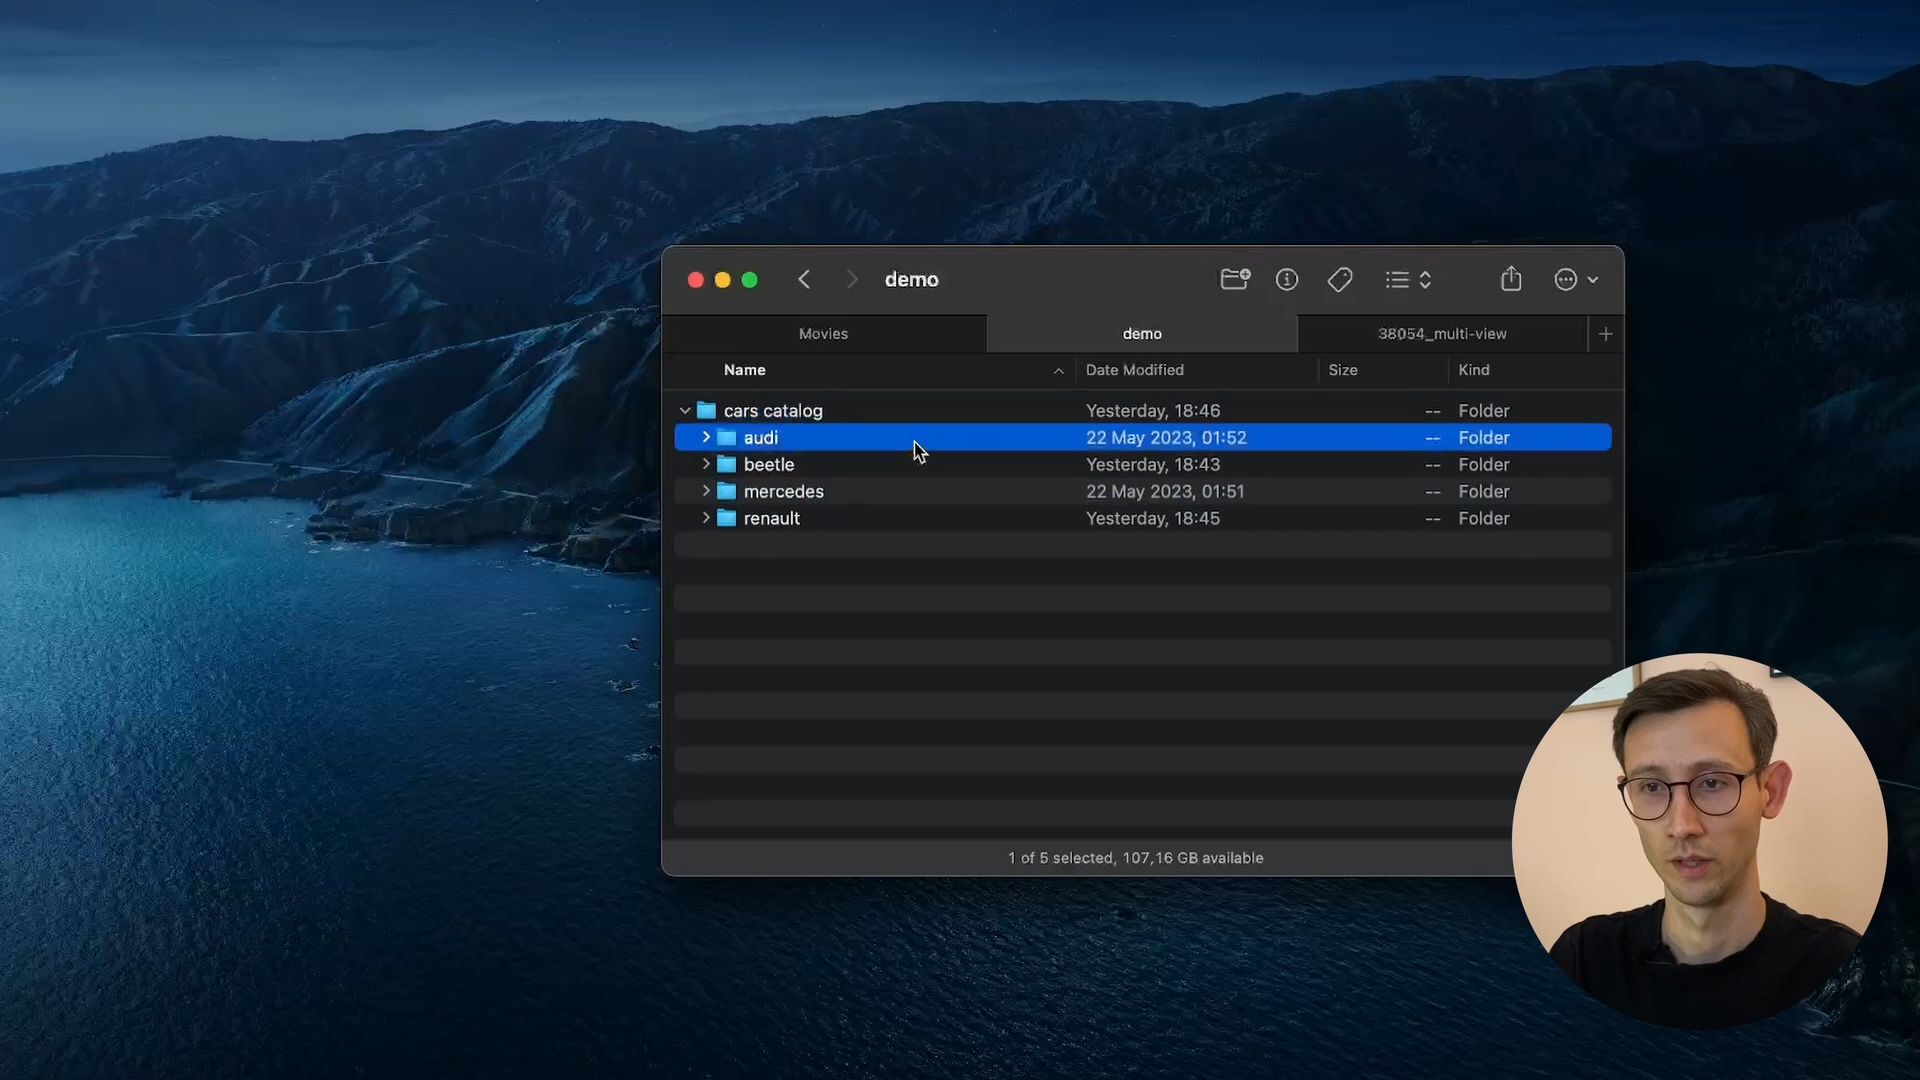 demo
Movies demo 38054_multi-view
Name Date Modified Size Kind
cars catalog Yesterday, 18:46 -- Folder
audi 22 May 2023, 01:52 -- Folder
beetle Yesterday, 18:43 -- Folder
mercedes 22 May 2023, 01:51 -- Folder
renault Yesterday, 18:45 -- Folder
1 of 5 selected, 107,16 GB available